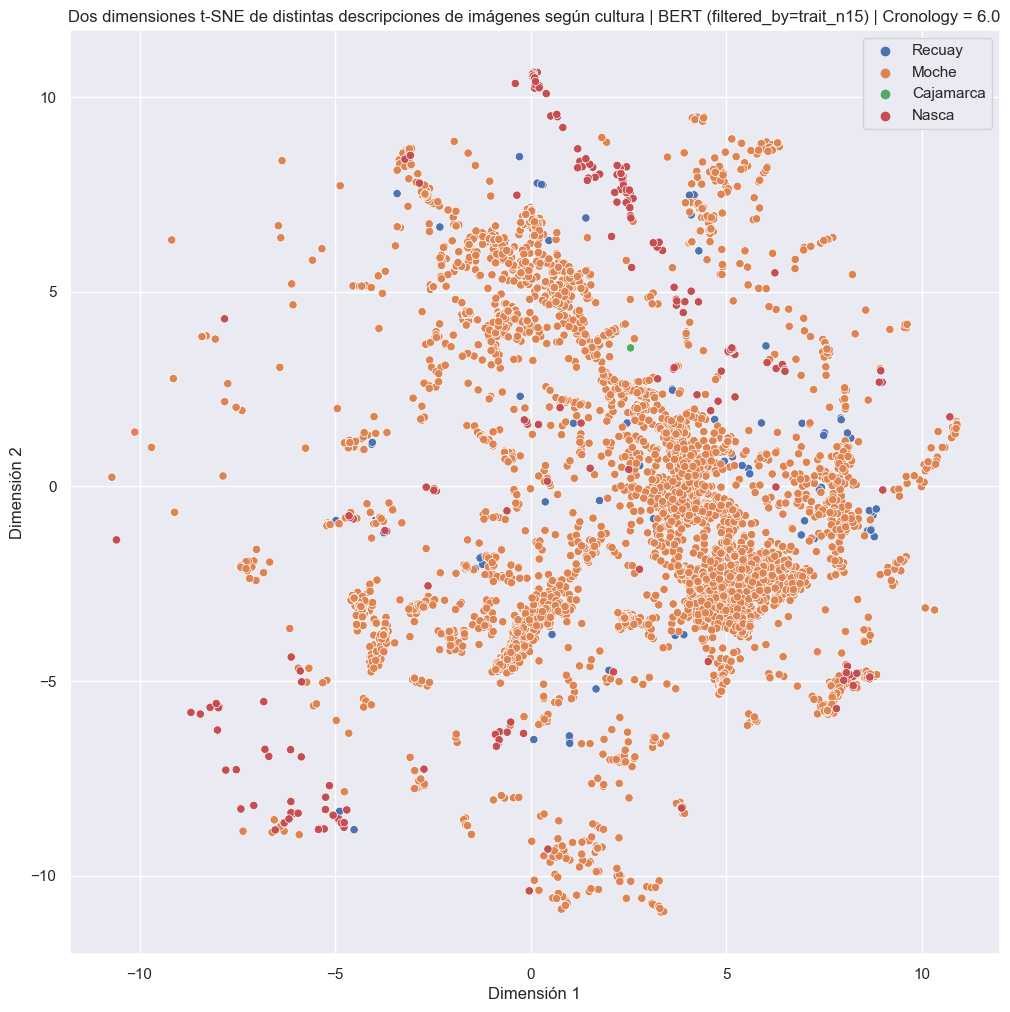 Dos dimensiones t-SNE de distintas descripciones de imágenes según cultura | BERT (filtered_by=trait_n15) | Cronology = 6.0
Recuay
Moche
Cajamarca
Nasca
10
5
0
−5
−10
Dimensión 2
−10
−5
0
5
10
Dimensión 1